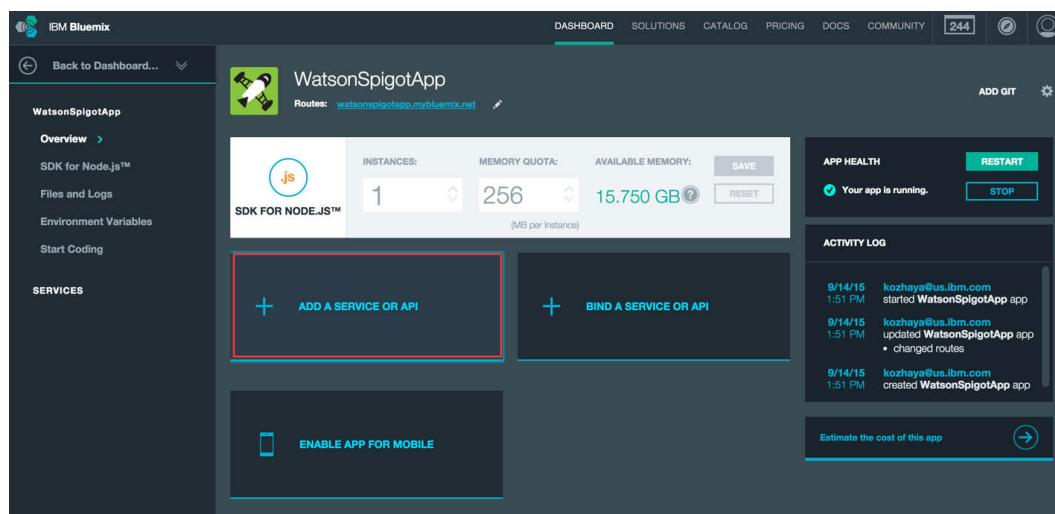 IBM Bluemix
DASHBOARD SOLUTIONS CATALOG PRICING DOCS COMMUNITY 244
Back to Dashboard...
WatsonSpigotApp
Overview >
SDK for Node.js™
Files and Logs
Environment Variables
Start Coding
SERVICES
WatsonSpigotApp
Routes: watsonspigotapp.mybluemix.net
ADD GIT
.js
SDK FOR NODE.JS™
INSTANCES:
1
MEMORY QUOTA:
256
(MB per Instance)
AVAILABLE MEMORY:
15.750 GB ?
SAVE
RESET
+ ADD A SERVICE OR API
+ BIND A SERVICE OR API
ENABLE APP FOR MOBILE
APP HEALTH
RESTART
Your app is running.
STOP
ACTIVITY LOG
9/14/15 kozhaya@us.ibm.com
1:51 PM started WatsonSpigotApp app
9/14/15 kozhaya@us.ibm.com
1:51 PM updated WatsonSpigotApp app
• changed routes
9/14/15 kozhaya@us.ibm.com
1:51 PM created WatsonSpigotApp app
Estimate the cost of this app